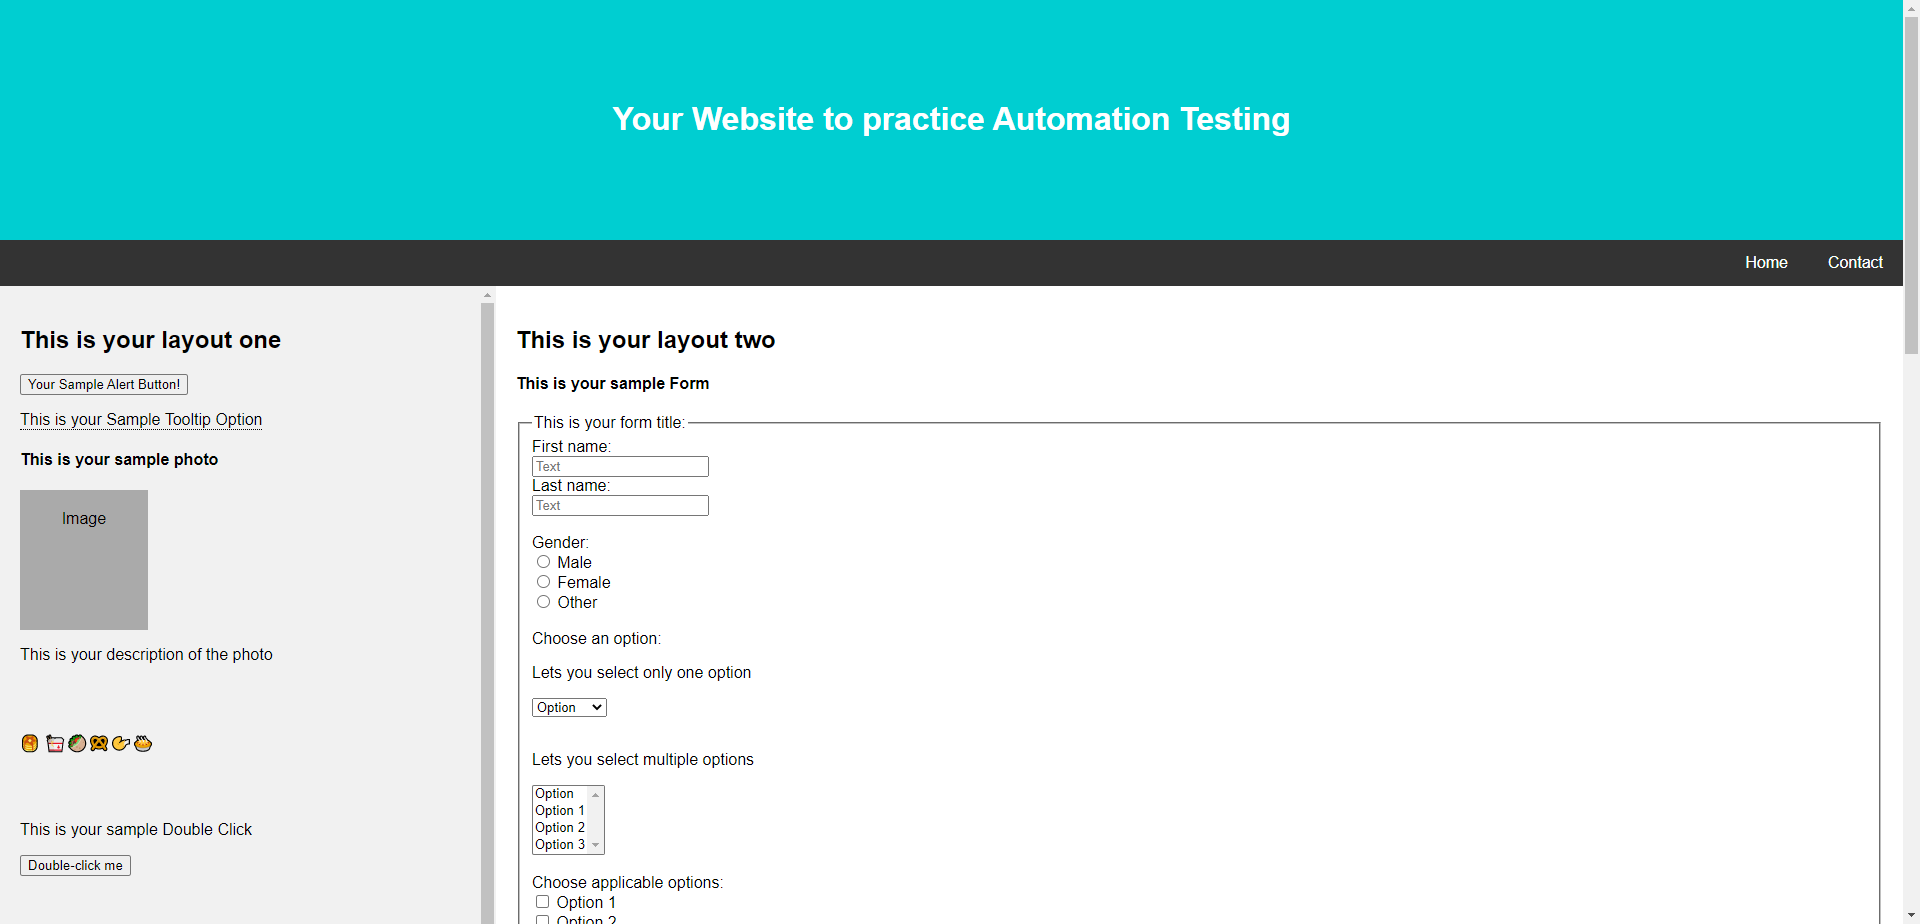 Your Website to practice Automation Testing
Home
Contact
This is your layout one
Your Sample Alert Button!
This is your Sample Tooltip Option
This is your sample photo
Image
This is your description of the photo
This is your sample Double Click
Double-click me
This is your layout two
This is your sample Form
This is your form title:
First name:
Text
Last name:
Text
Gender:
Male
Female
Other
Choose an option:
Lets you select only one option
Option
Lets you select multiple options
Option
Option 1
Option 2
Option 3
Choose applicable options:
Option 1
Option 2